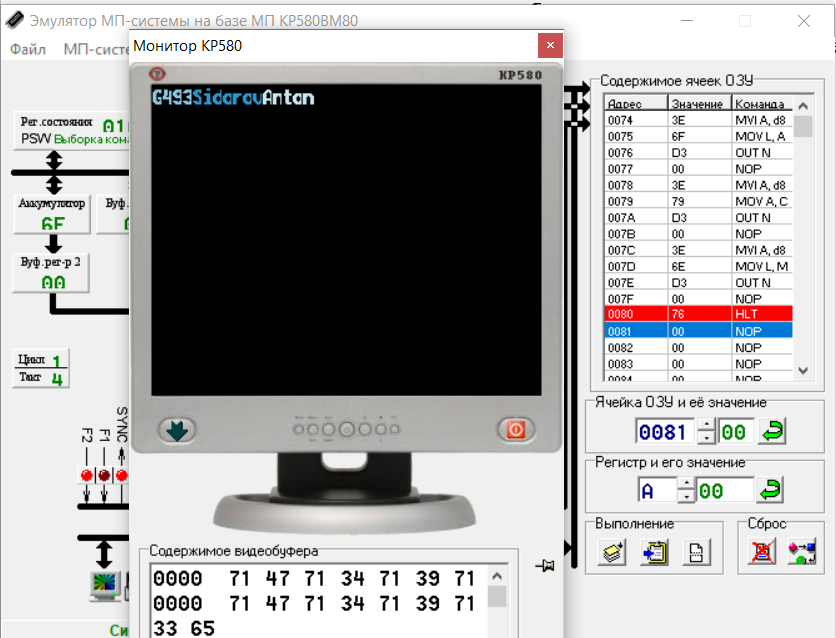 Эмулятор МП-системы на базе МП КР580ВМ80
Файл МП-систе
Монитор КР580
КР580
G493SidarovAntan
Рег.состояния
PSW Выборка кома
Аккумулятор
6F
Буф.
Буф.рег-р 2
00
Цикл 1
Такт 4
F2
F1
SYNC
Содержимое ячеек ОЗУ
Адрес Значение Команда
0074 3E MVI A, d8
0075 6F MOV L, A
0076 D3 OUT N
0077 00 NOP
0078 3E MVI A, d8
0079 79 MOV A, C
007A D3 OUT N
007B 00 NOP
007C 3E MVI A, d8
007D 6E MOV L, M
007E D3 OUT N
007F 00 NOP
0080 76 HLT
0081 00 NOP
0082 00 NOP
0083 00 NOP
0084 00 NOP
Ячейка ОЗУ и её значение
0081 00
Регистр и его значение
A 00
Выполнение
Сброс
Содержимое видеобуфера
0000 71 47 71 34 71 39 71
0000 71 47 71 34 71 39 71
33 65